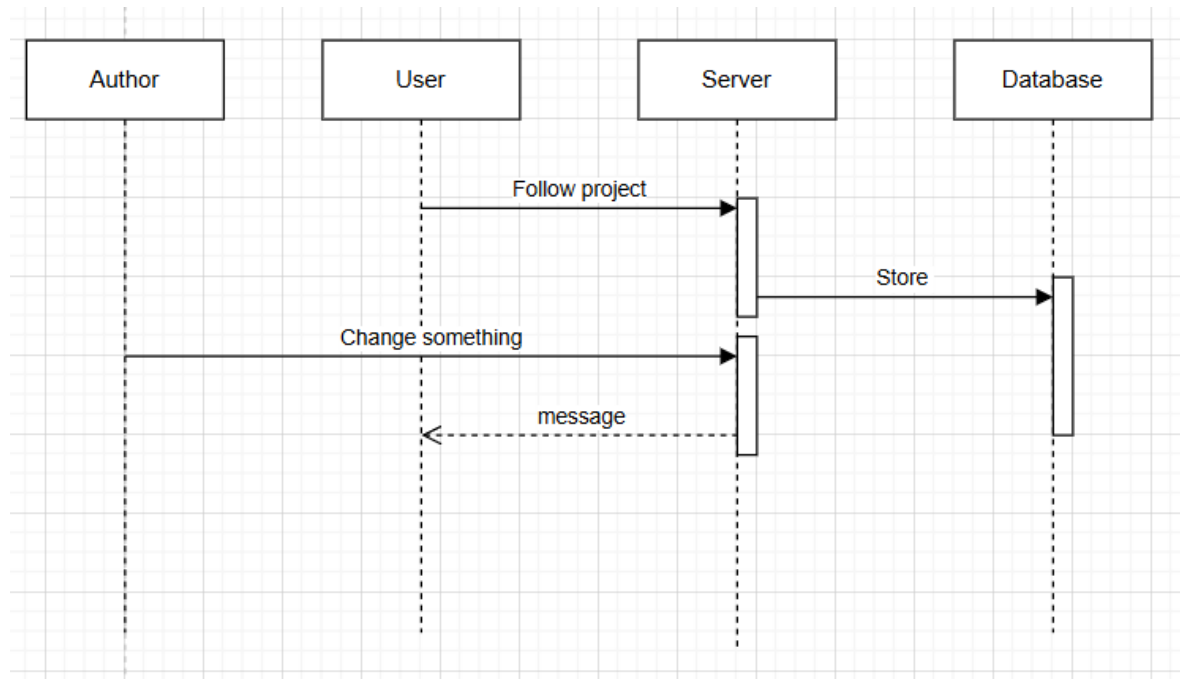 Author
User
Server
Database
Follow project
Store
Change something
message